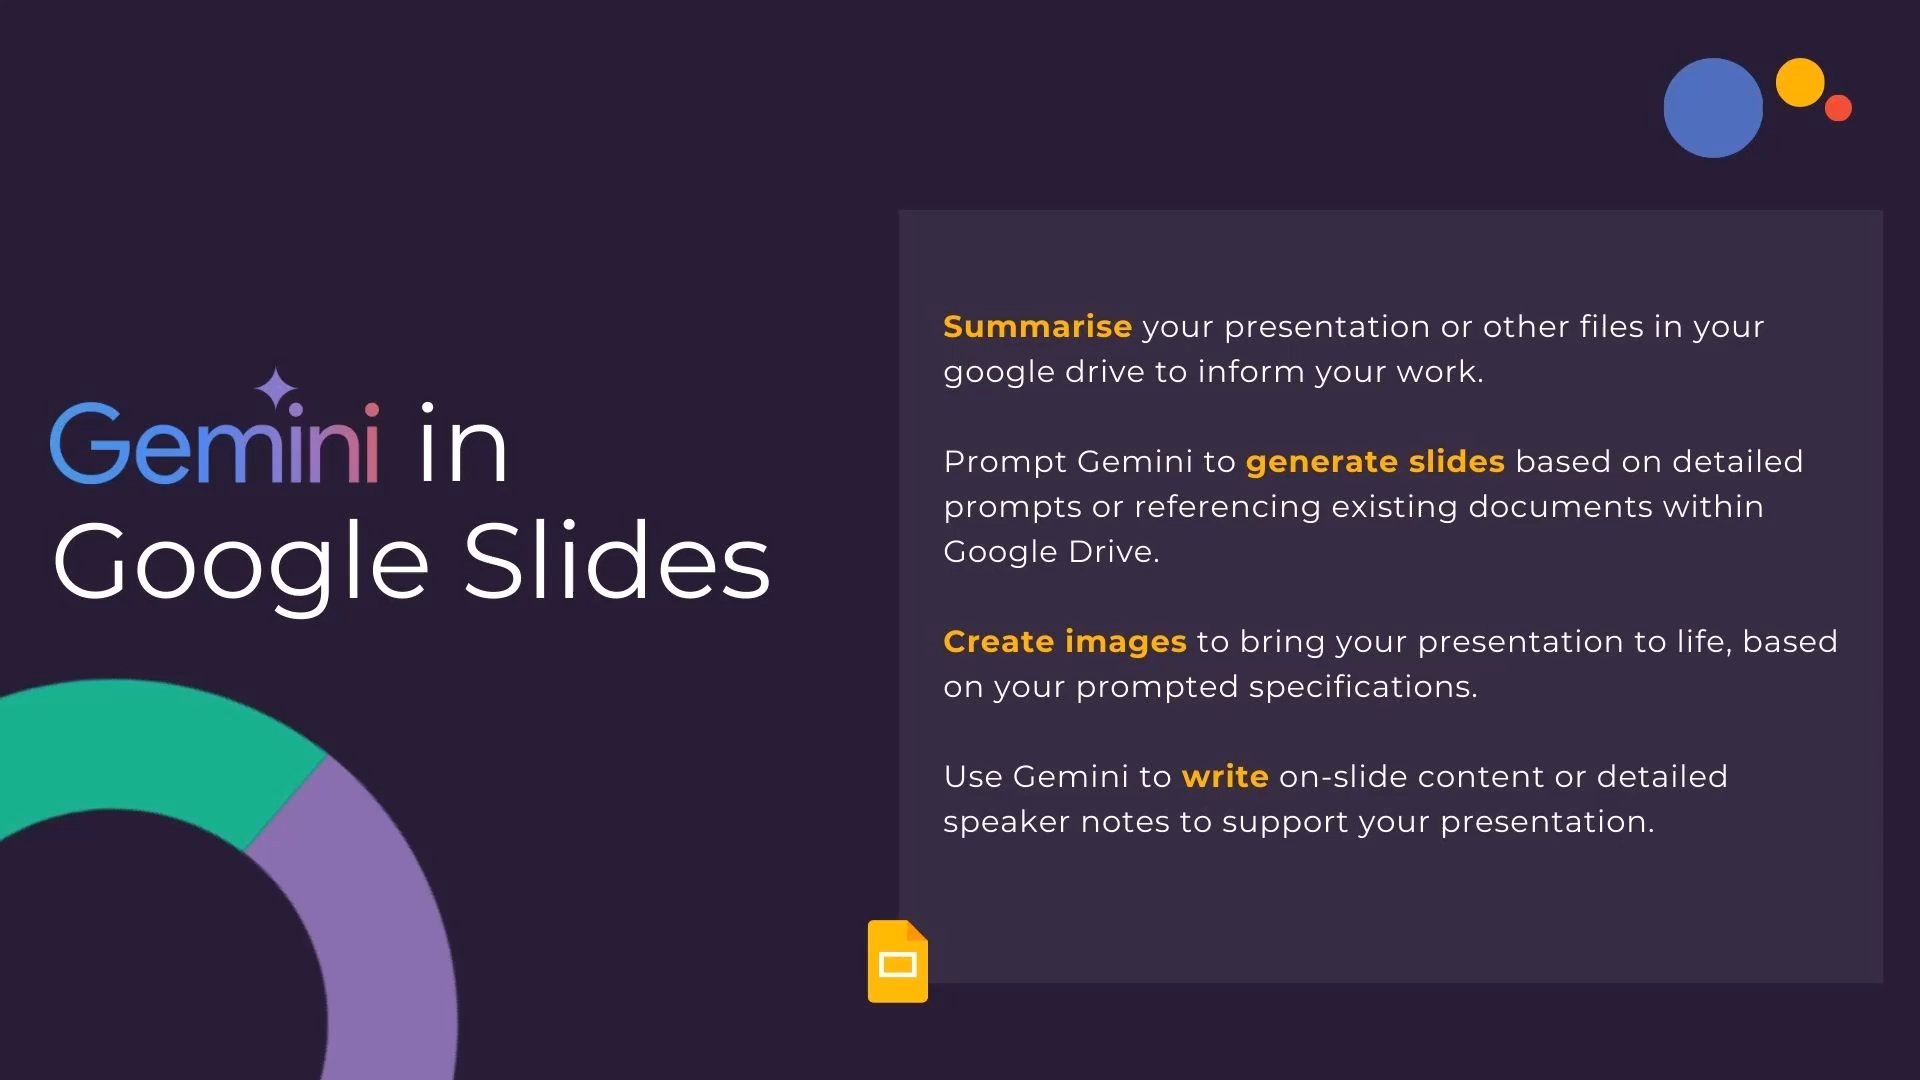 Gemini in
Google Slides
Summarise your presentation or other files in your
google drive to inform your work.
Prompt Gemini to generate slides based on detailed
prompts or referencing existing documents within
Google Drive.
Create images to bring your presentation to life, based
on your prompted specifications.
Use Gemini to write on-slide content or detailed
speaker notes to support your presentation.